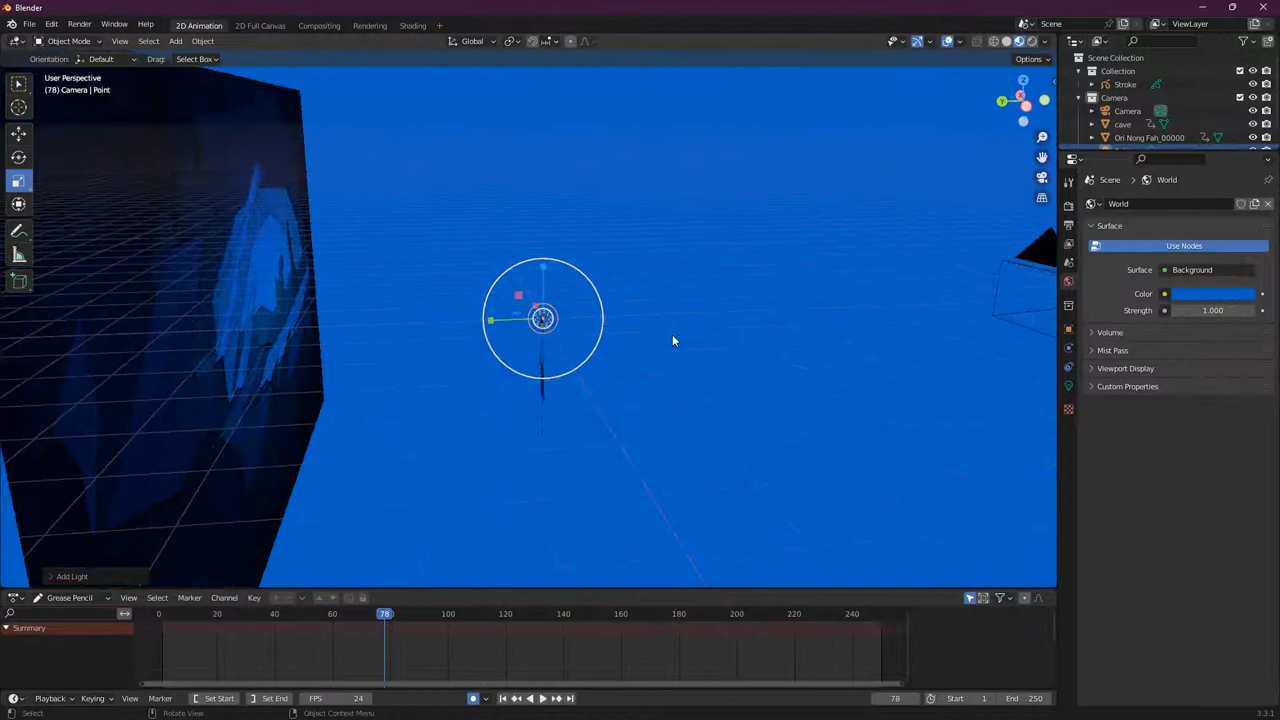 Blender
File Edit Render Window Help 2D Animation 2D Full Canvas Compositing Rendering Shading Scene ViewLayer
Object Mode View Select Add Object Global
Orientation: Default Drag: Select Box Options
User Perspective
(78) Camera | Point
Z
Y
X
Scene Collection
Collection
Stroke
Camera
Camera
cave
Ori Nong Fah_00000
Scene World
World
Surface
Use Nodes
Surface Background
Color
Strength 1.000
Volume
Mist Pass
Viewport Display
Custom Properties
Add Light
Grease Pencil View Select Marker Channel Key
0 20 40 60 78 100 120 140 160 180 200 220 240
Summary
Playback Keying View Marker Set Start Set End FPS 24 78 Start 1 End 250
Select Rotate View Object Context Menu 3.3.1